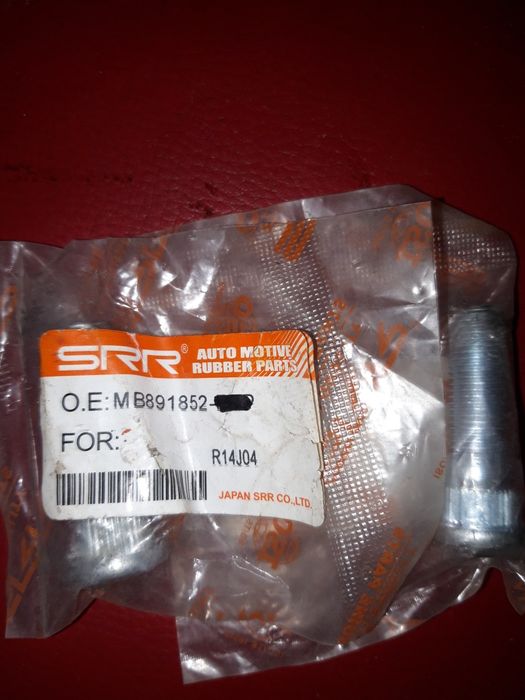 SRR® AUTO MOTIVE
RUBBER PARTS
O.E:MB891852-
FOR:
R14J04
JAPAN SRR CO.,LTD.